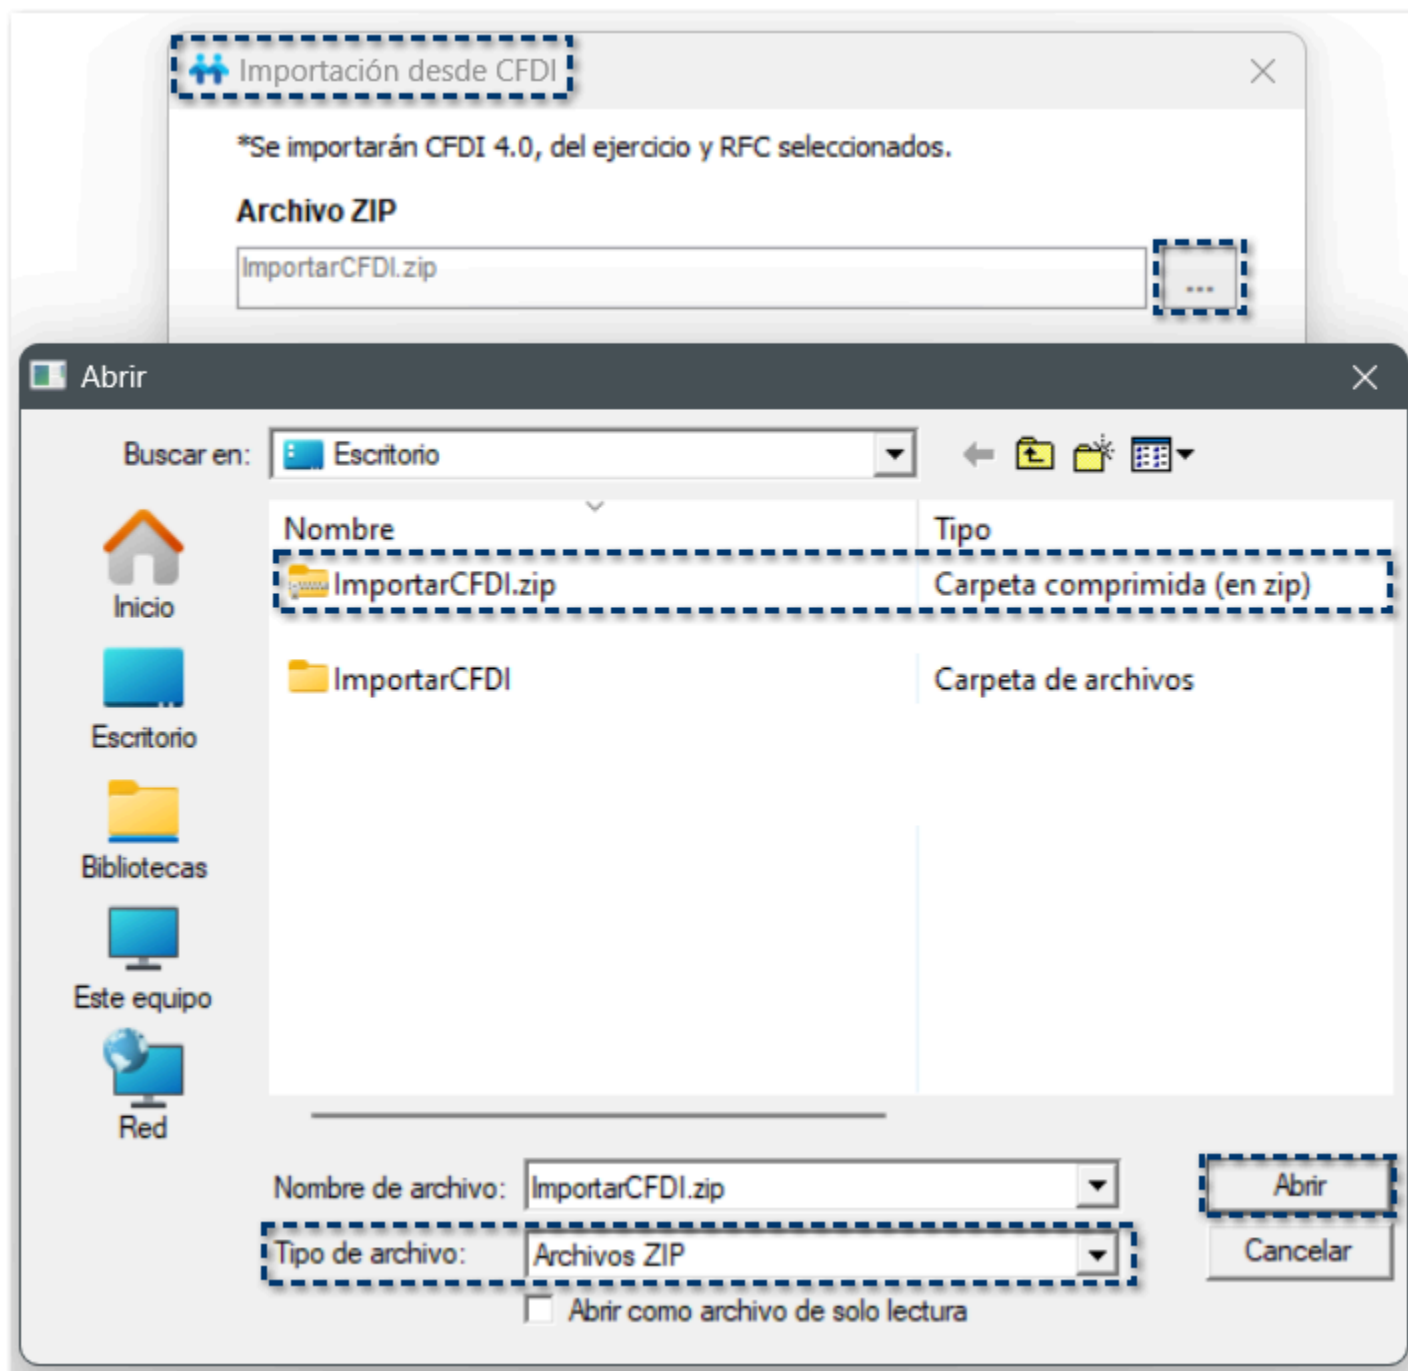 Importación desde CFDI
*Se importarán CFDI 4.0, del ejercicio y RFC seleccionados.
Archivo ZIP
ImportarCFDI.zip
...
Abrir
Buscar en: Escritorio
Nombre Tipo
ImportarCFDI.zip Carpeta comprimida (en zip)
ImportarCFDI Carpeta de archivos
Inicio
Escritorio
Bibliotecas
Este equipo
Red
Nombre de archivo: ImportarCFDI.zip Abrir
Tipo de archivo: Archivos ZIP Cancelar
Abrir como archivo de solo lectura